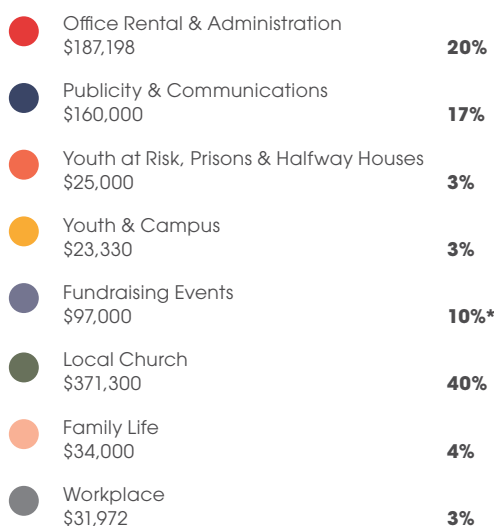 Office Rental & Administration
$187,198 20%
Publicity & Communications
$160,000 17%
Youth at Risk, Prisons & Halfway Houses
$25,000 3%
Youth & Campus
$23,330 3%
Fundraising Events
$97,000 10%*
Local Church
$371,300 40%
Family Life
$34,000 4%
Workplace
$31,972 3%